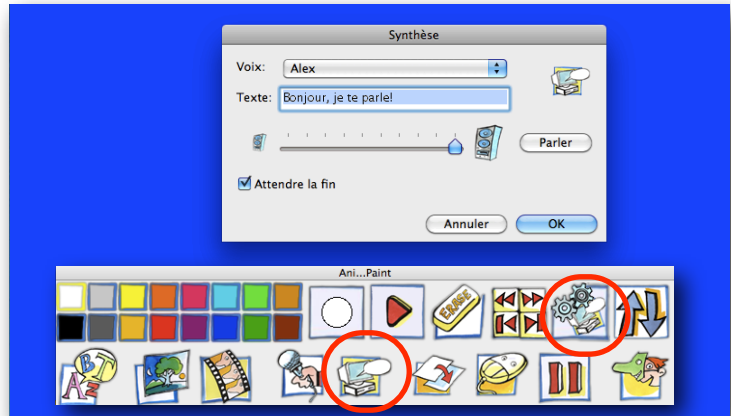 Synthèse
Voix: Alex
Texte: Bonjour, je te parle!
Parler
Attendre la fin
Annuler OK
Ani...Paint
ERASE
A B T Z